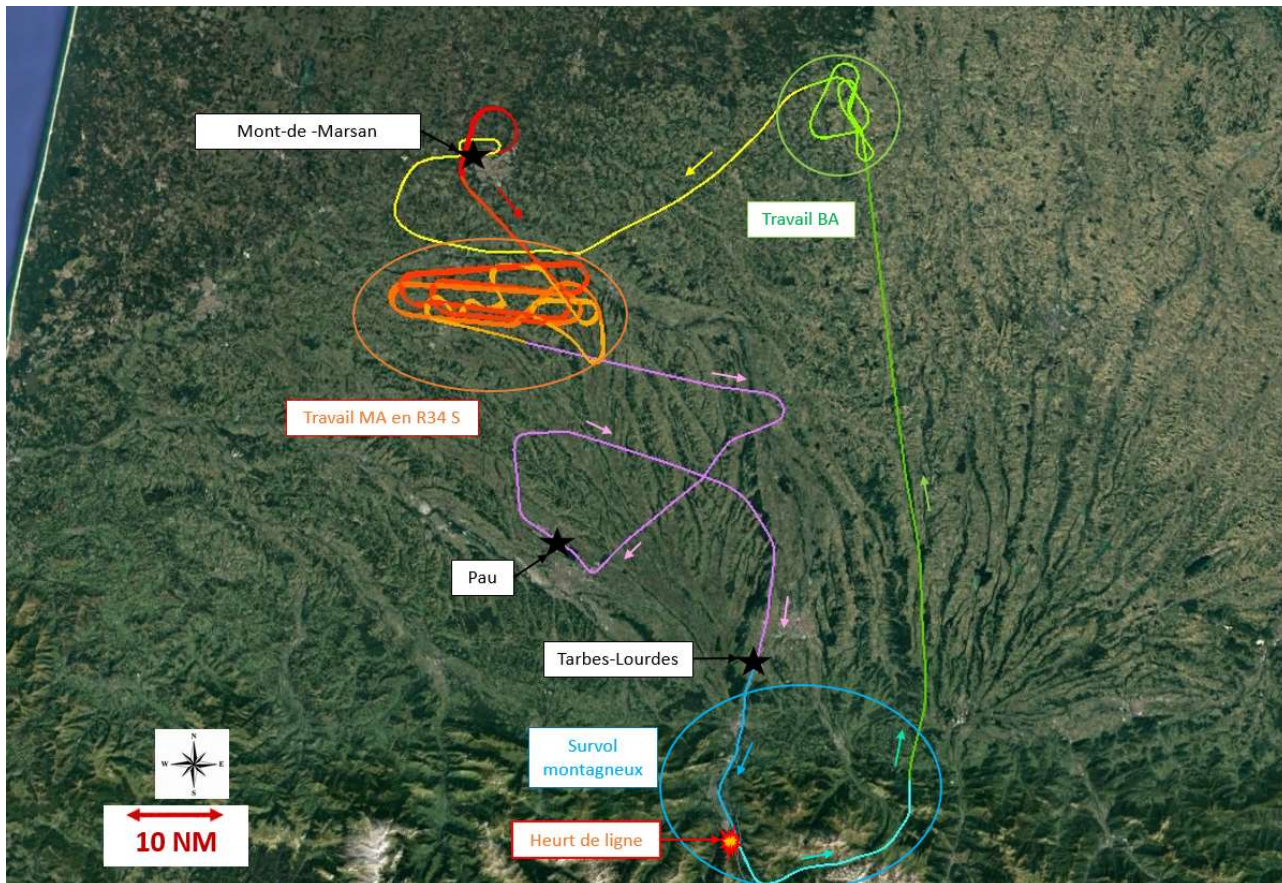 Mont-de -Marsan
Travail BA
Travail MA en R34 S
Pau
Tarbes-Lourdes
Survol
montagneux
N
W E
S
10 NM
Heurt de ligne